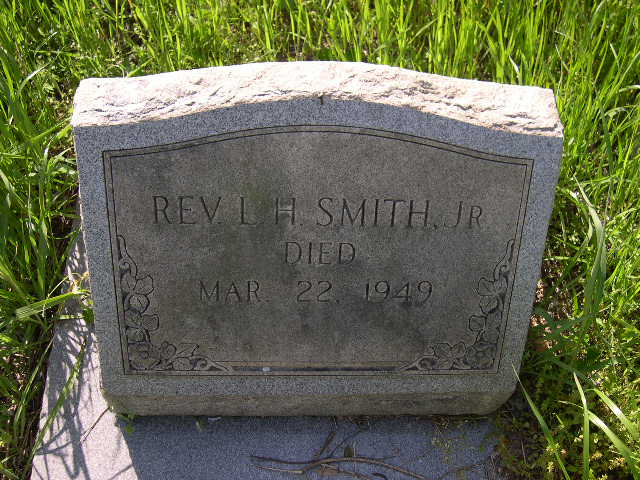 REV. L. H. SMITH, JR
DIED
MAR. 22, 1949